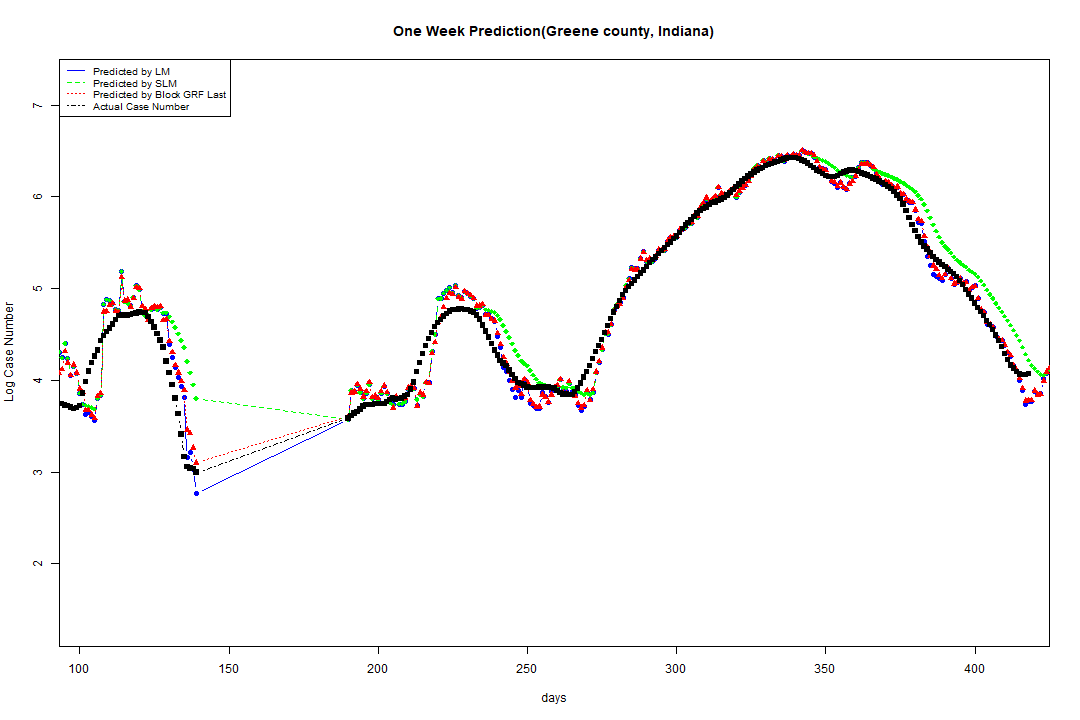 One Week Prediction(Greene county, Indiana)
Predicted by LM
Predicted by SLM
Predicted by Block GRF Last
Actual Case Number
7
6
5
4
3
2
Log Case Number
100 150 200 250 300 350 400
days